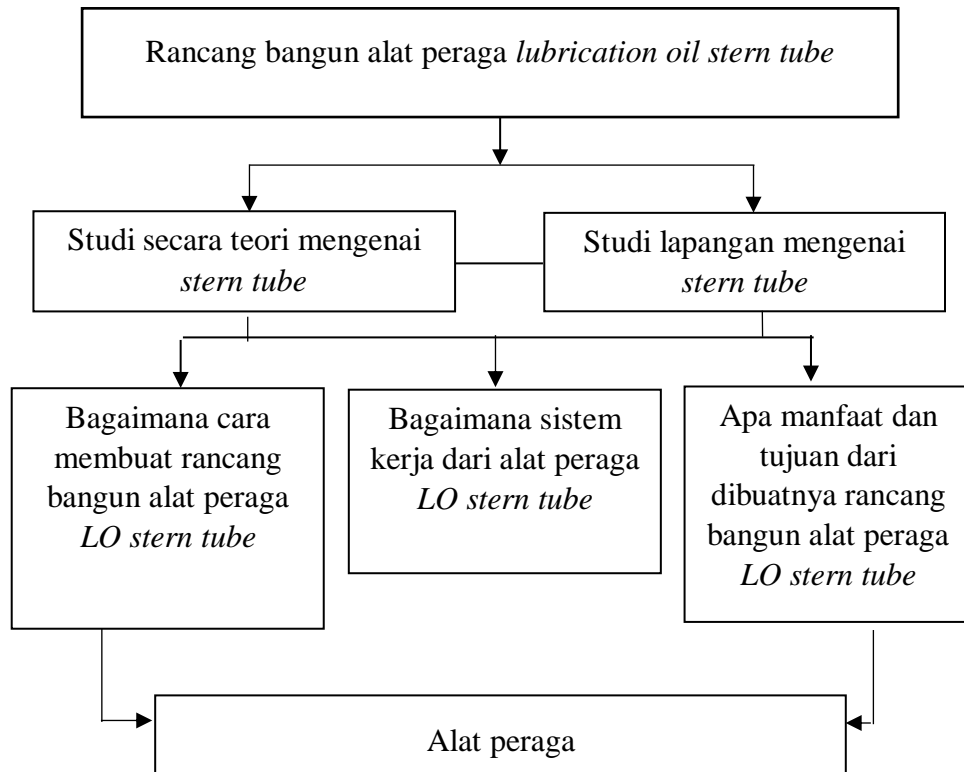 Rancang bangun alat peraga lubrication oil stern tube
Studi secara teori mengenai
stern tube
Studi lapangan mengenai
stern tube
Bagaimana cara
membuat rancang
bangun alat peraga
LO stern tube
Bagaimana sistem
kerja dari alat peraga
LO stern tube
Apa manfaat dan
tujuan dari
dibuatnya rancang
bangun alat peraga
LO stern tube
Alat peraga